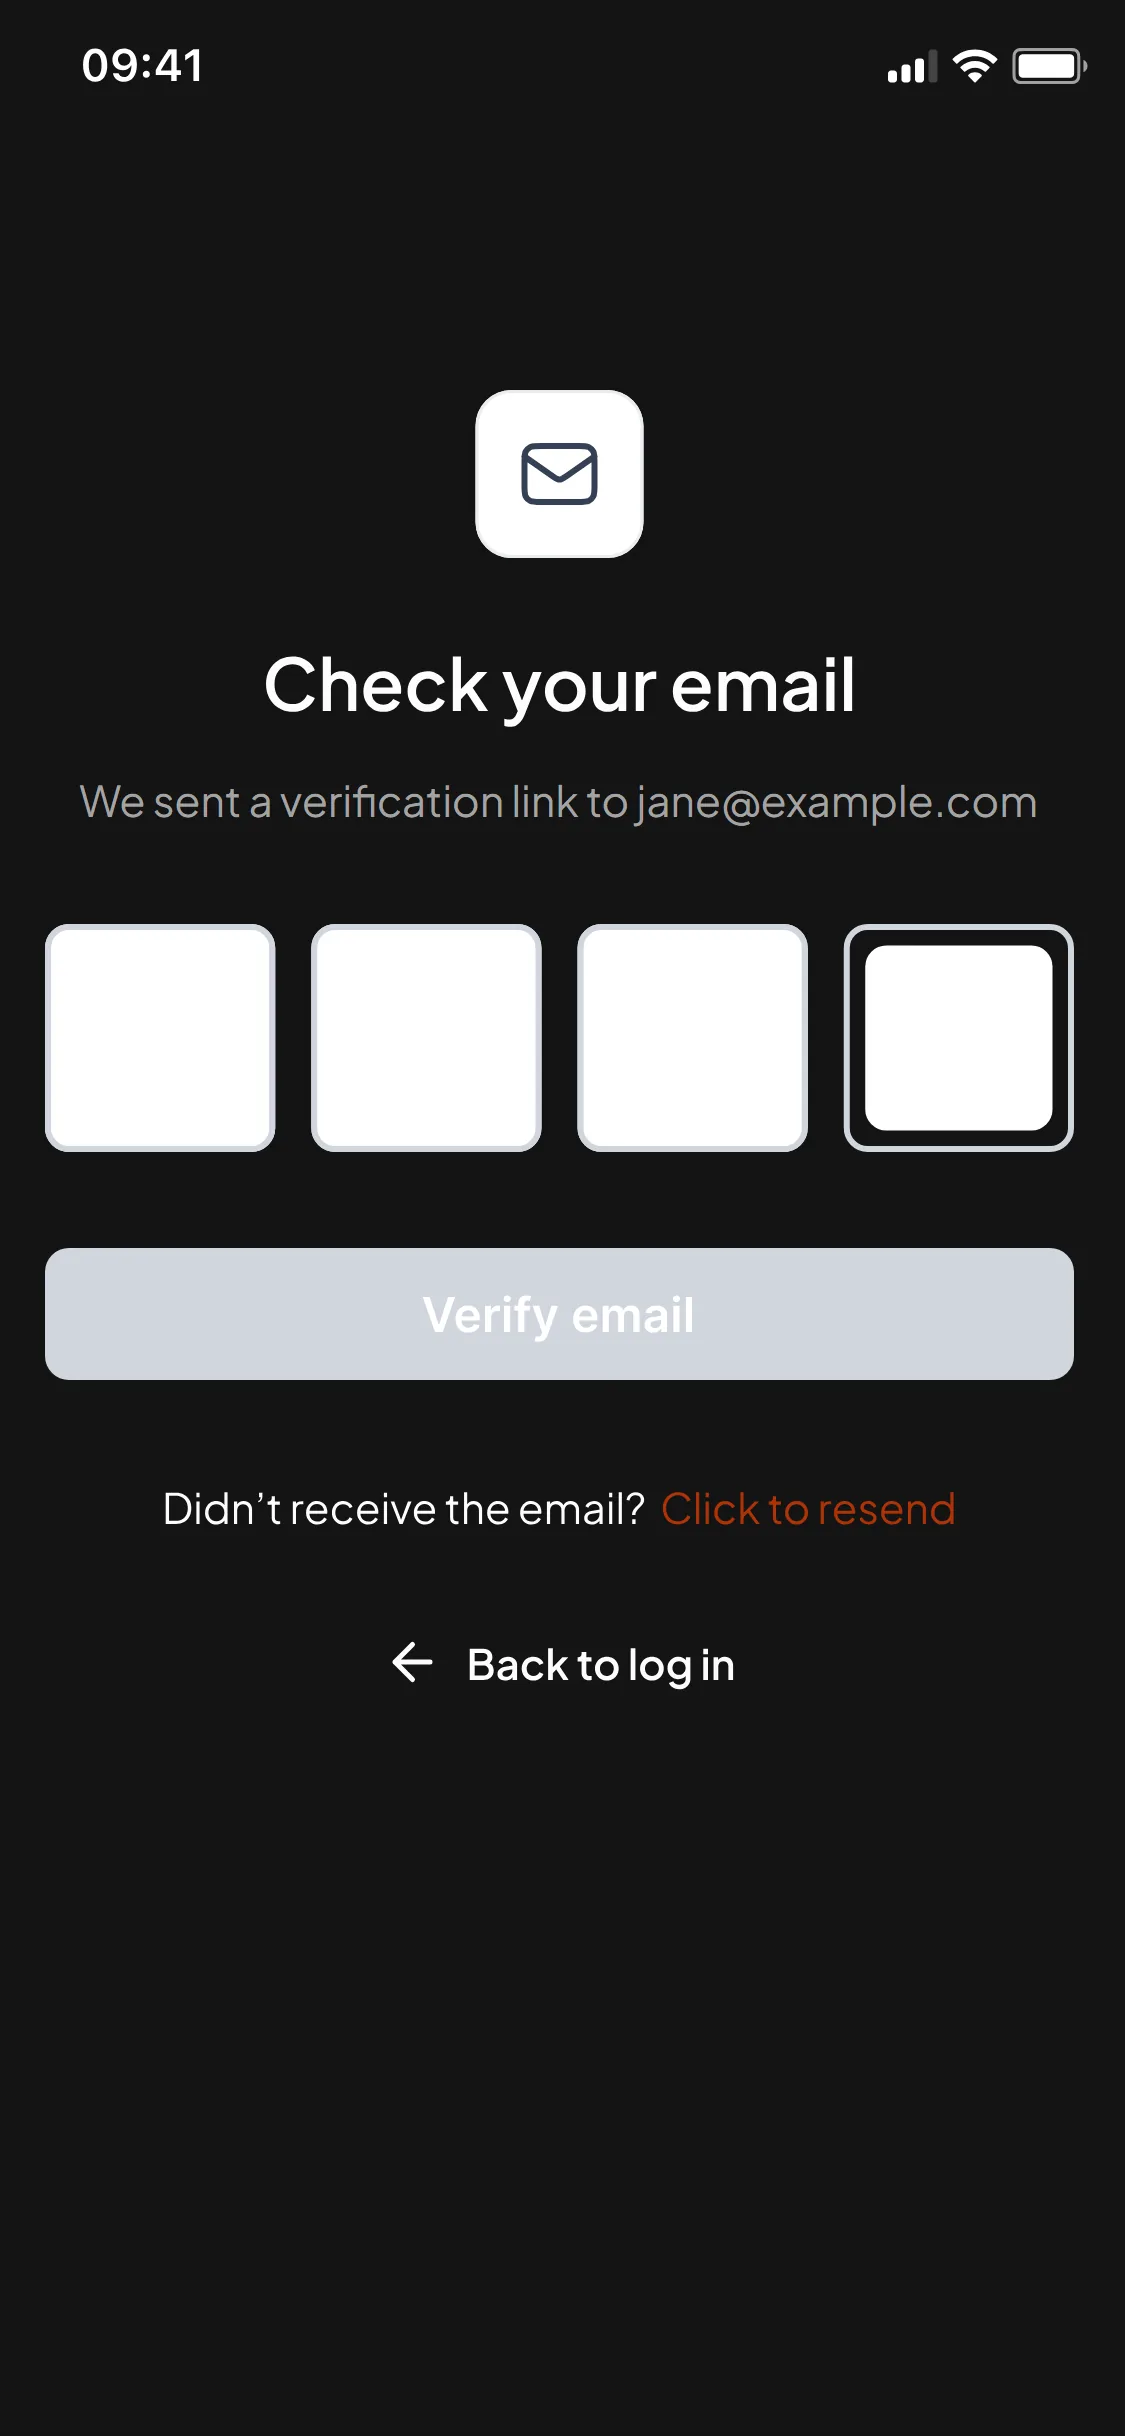 09:41
Check your email
We sent a verification link to jane@example.com
Verify email
Didn’t receive the email? Click to resend
Back to log in